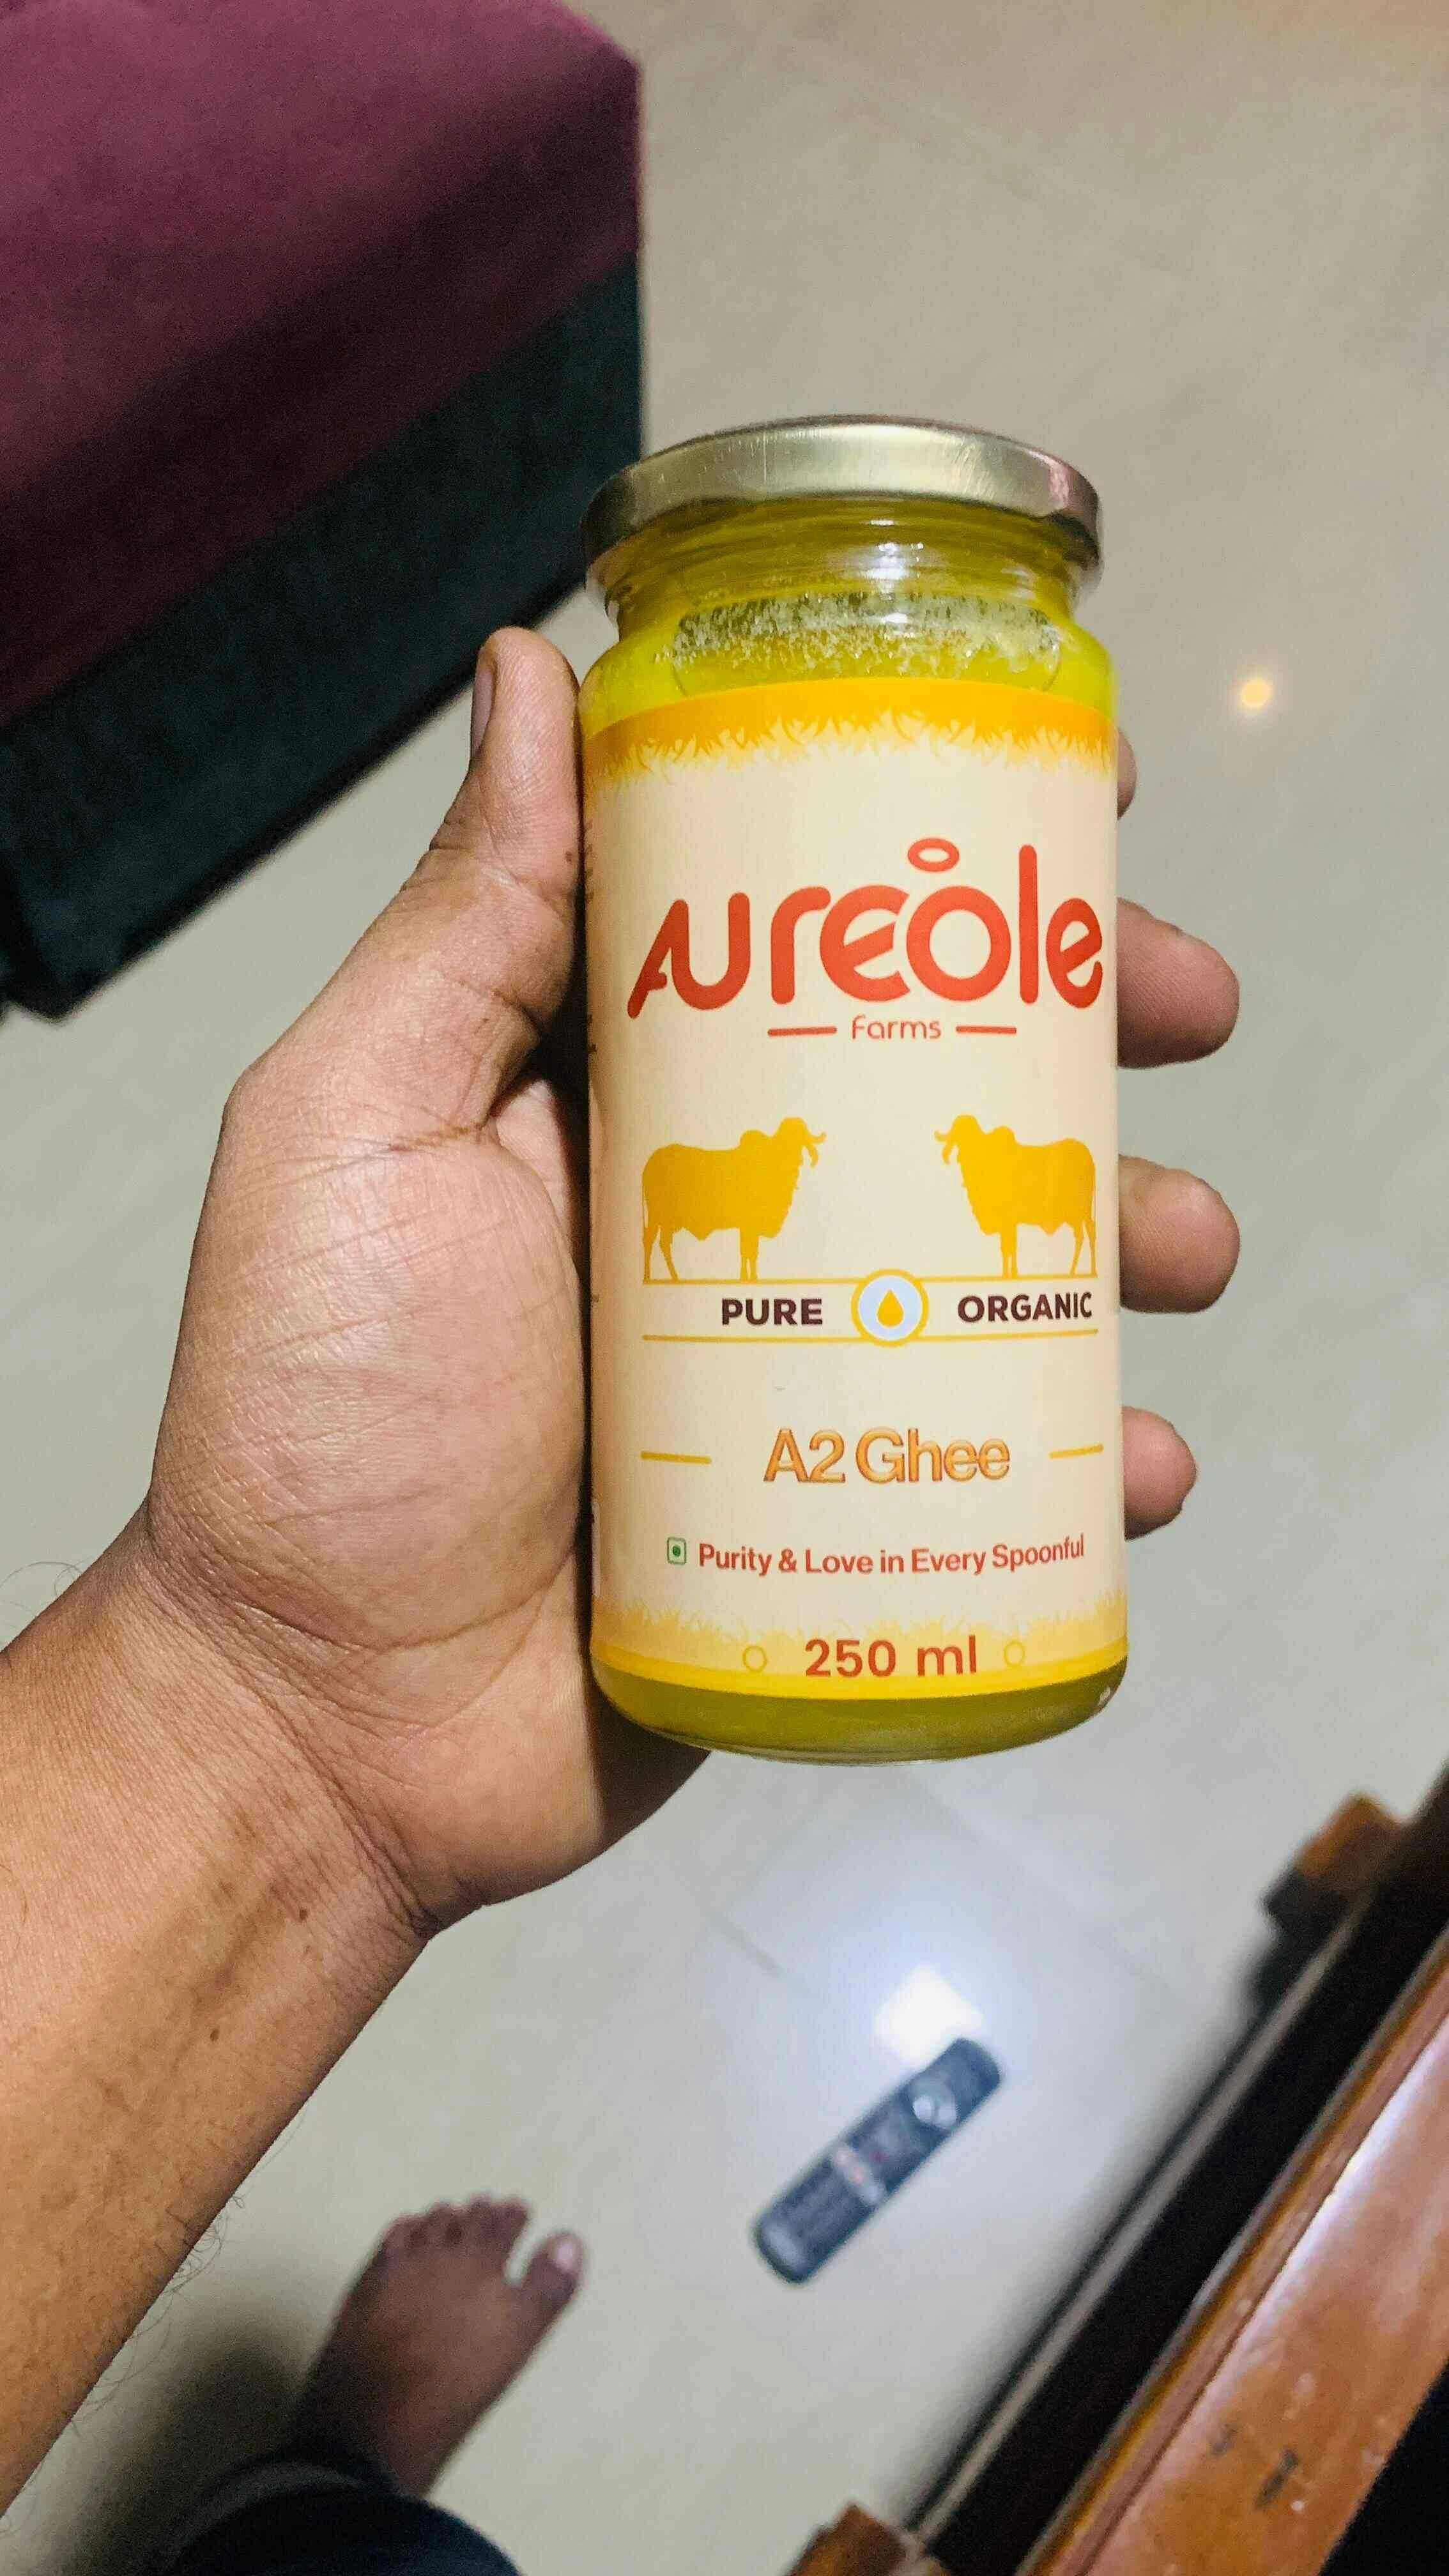 Aureole
Farms
PURE ORGANIC
A2 Ghee
Purity & Love in Every Spoonful
250 ml